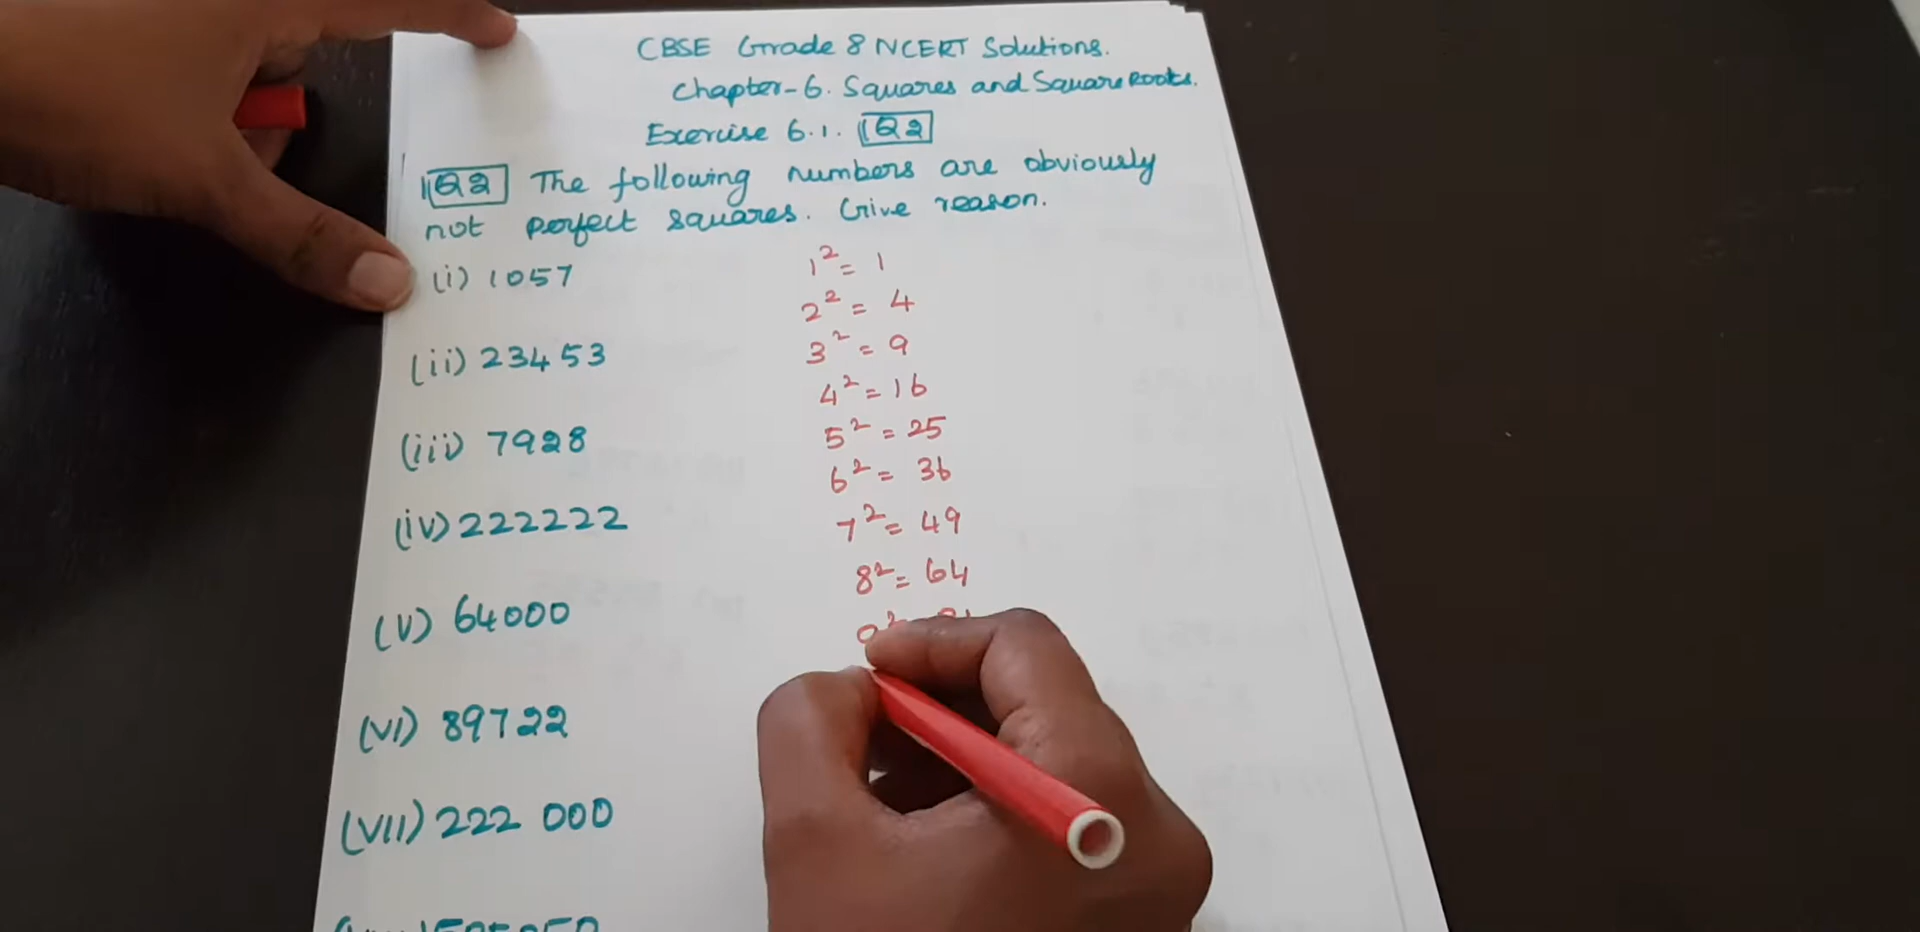 CBSE Grade 8 NCERT Solutions.
Chapter-6. Squares and Square Roots.
Exercise 6.1. Q2
Q2 The following numbers are obviously
not perfect squares. Give reason.
(i) 1057
(ii) 23453
(iii) 7928
(iv) 222222
(V) 64000
(VI) 89722
(VII) 222 000
1² = 1
2² = 4
3² = 9
4² = 16
5² = 25
6² = 36
7² = 49
8² = 64